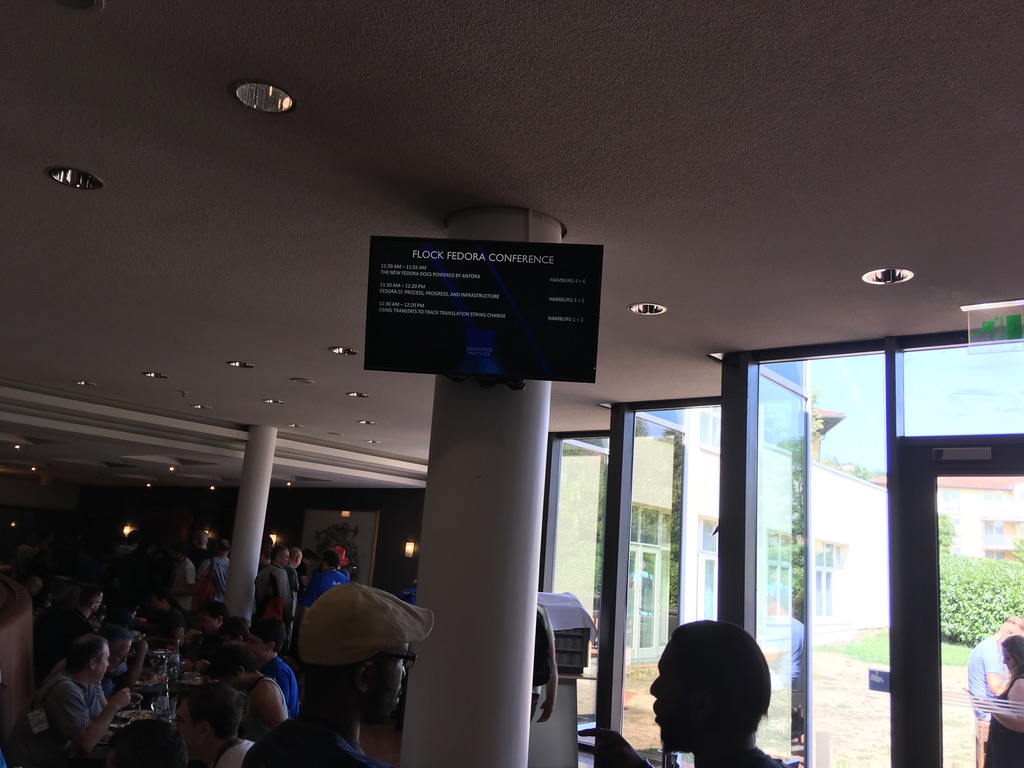 FLOCK FEDORA CONFERENCE
11:30 AM – 11:55 AM
THE NEW FEDORA DOCS POWERED BY ANTORA HAMBURG 4 + 6
11:30 AM – 12:20 PM
FEDORA CI: PROCESS, PROGRESS, AND INFRASTRUCTURE HAMBURG 3 + 5
11:30 AM – 12:20 PM
USING TRANSTATS TO TRACK TRANSLATION STRING CHANGE HAMBURG 1 + 2